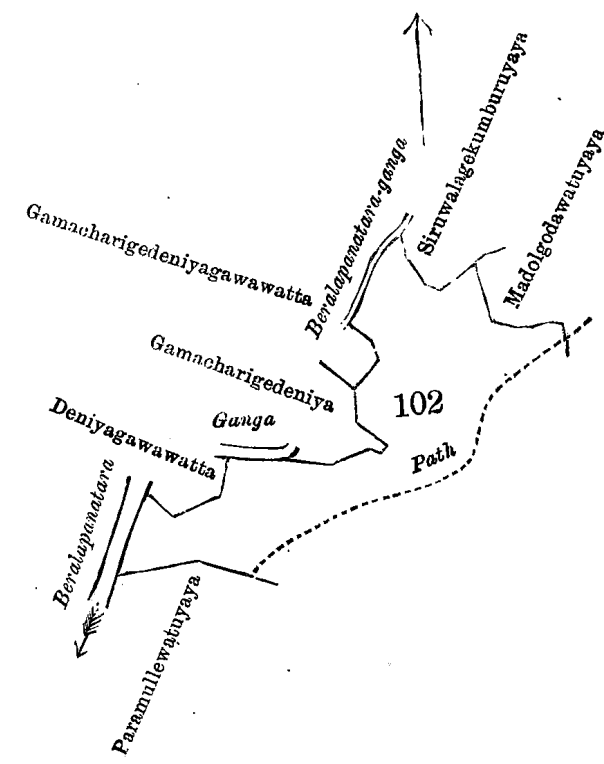 Siruwalagekumburuyaya
Madolgodawatuyaya
Beralapanatara-ganga
Gamacharigedeniyagawawatta
Gamacharigedeniya
102
Ganga
Deniyagawawatta
Path
Beralapanatara
Paramullewatuyaya